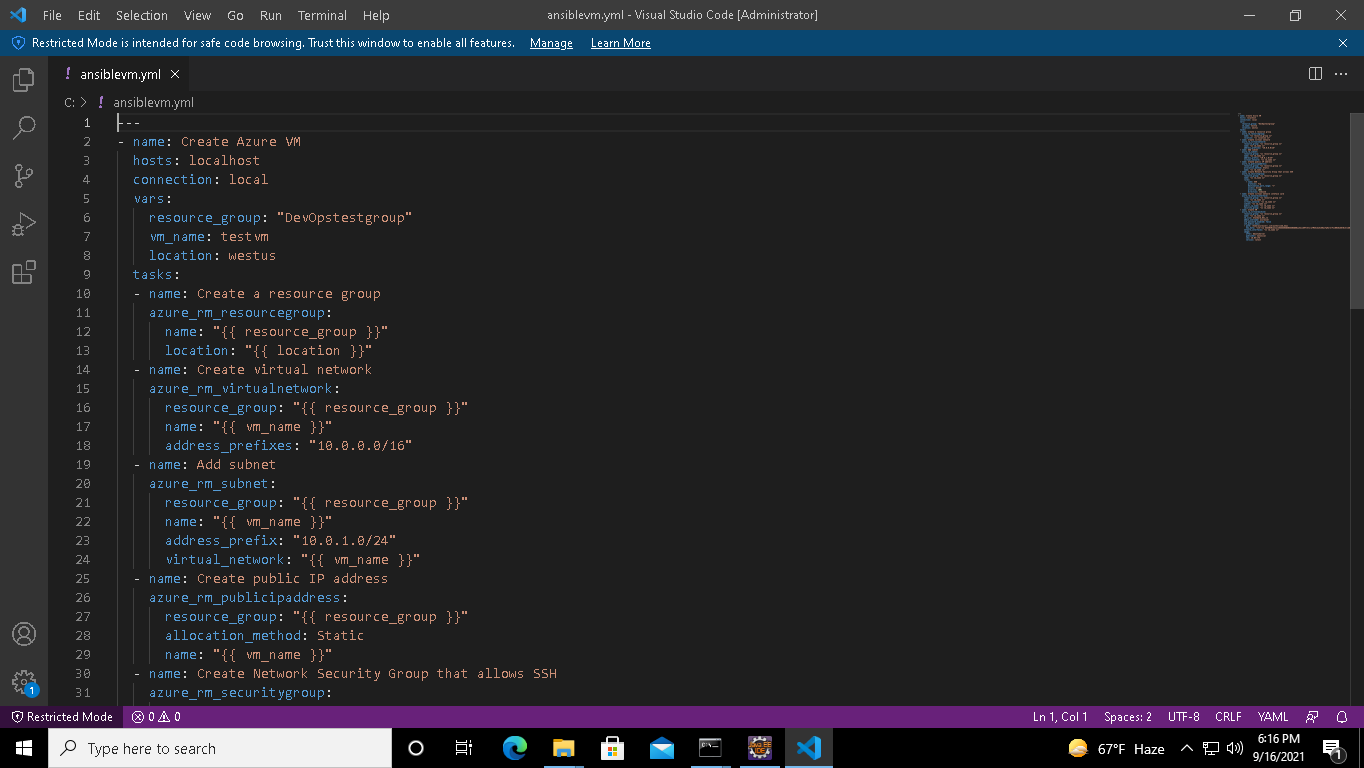 File Edit Selection View Go Run Terminal Help ansiblevm.yml - Visual Studio Code [Administrator]
Restricted Mode is intended for safe code browsing. Trust this window to enable all features. Manage Learn More
! ansiblevm.yml
C: > ! ansiblevm.yml
1 ---
2 - name: Create Azure VM
3 hosts: localhost
4 connection: local
5 vars:
6 resource_group: "DevOpstestgroup"
7 vm_name: testvm
8 location: westus
9 tasks:
10 - name: Create a resource group
11 azure_rm_resourcegroup:
12 name: "{{ resource_group }}"
13 location: "{{ location }}"
14 - name: Create virtual network
15 azure_rm_virtualnetwork:
16 resource_group: "{{ resource_group }}"
17 name: "{{ vm_name }}"
18 address_prefixes: "10.0.0.0/16"
19 - name: Add subnet
20 azure_rm_subnet:
21 resource_group: "{{ resource_group }}"
22 name: "{{ vm_name }}"
23 address_prefix: "10.0.1.0/24"
24 virtual_network: "{{ vm_name }}"
25 - name: Create public IP address
26 azure_rm_publicipaddress:
27 resource_group: "{{ resource_group }}"
28 allocation_method: Static
29 name: "{{ vm_name }}"
30 - name: Create Network Security Group that allows SSH
31 azure_rm_securitygroup:
1
Restricted Mode 0 0 Ln 1, Col 1 Spaces: 2 UTF-8 CRLF YAML
Type here to search 67°F Haze 6:16 PM
9/16/2021 1